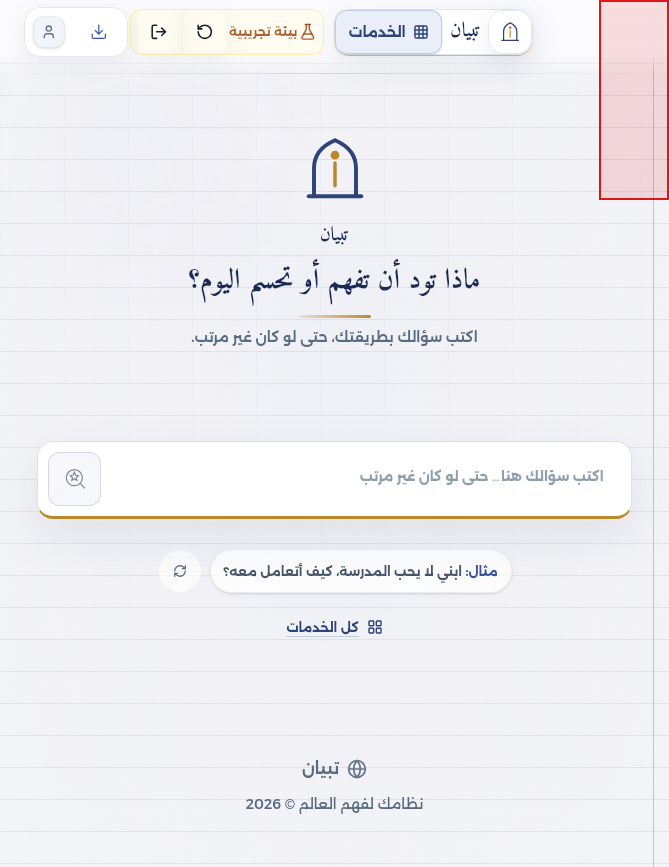 تبيان
الخدمات
بيئة تجريبية
تبيان
ماذا تود أن تفهم أو تحسم اليوم؟
اكتب سؤالك بطريقتك، حتى لو كان غير مرتب.
اكتب سؤالك هنا... حتى لو كان غير مرتب
مثال: ابني لا يحب المدرسة، كيف أتعامل معه؟
كل الخدمات
تبيان
نظامك لفهم العالم © 2026